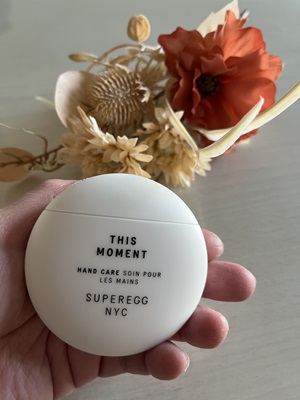 THIS
MOMENT
HAND CARE SOIN POUR
LES MAINS
SUPEREGG
NYC